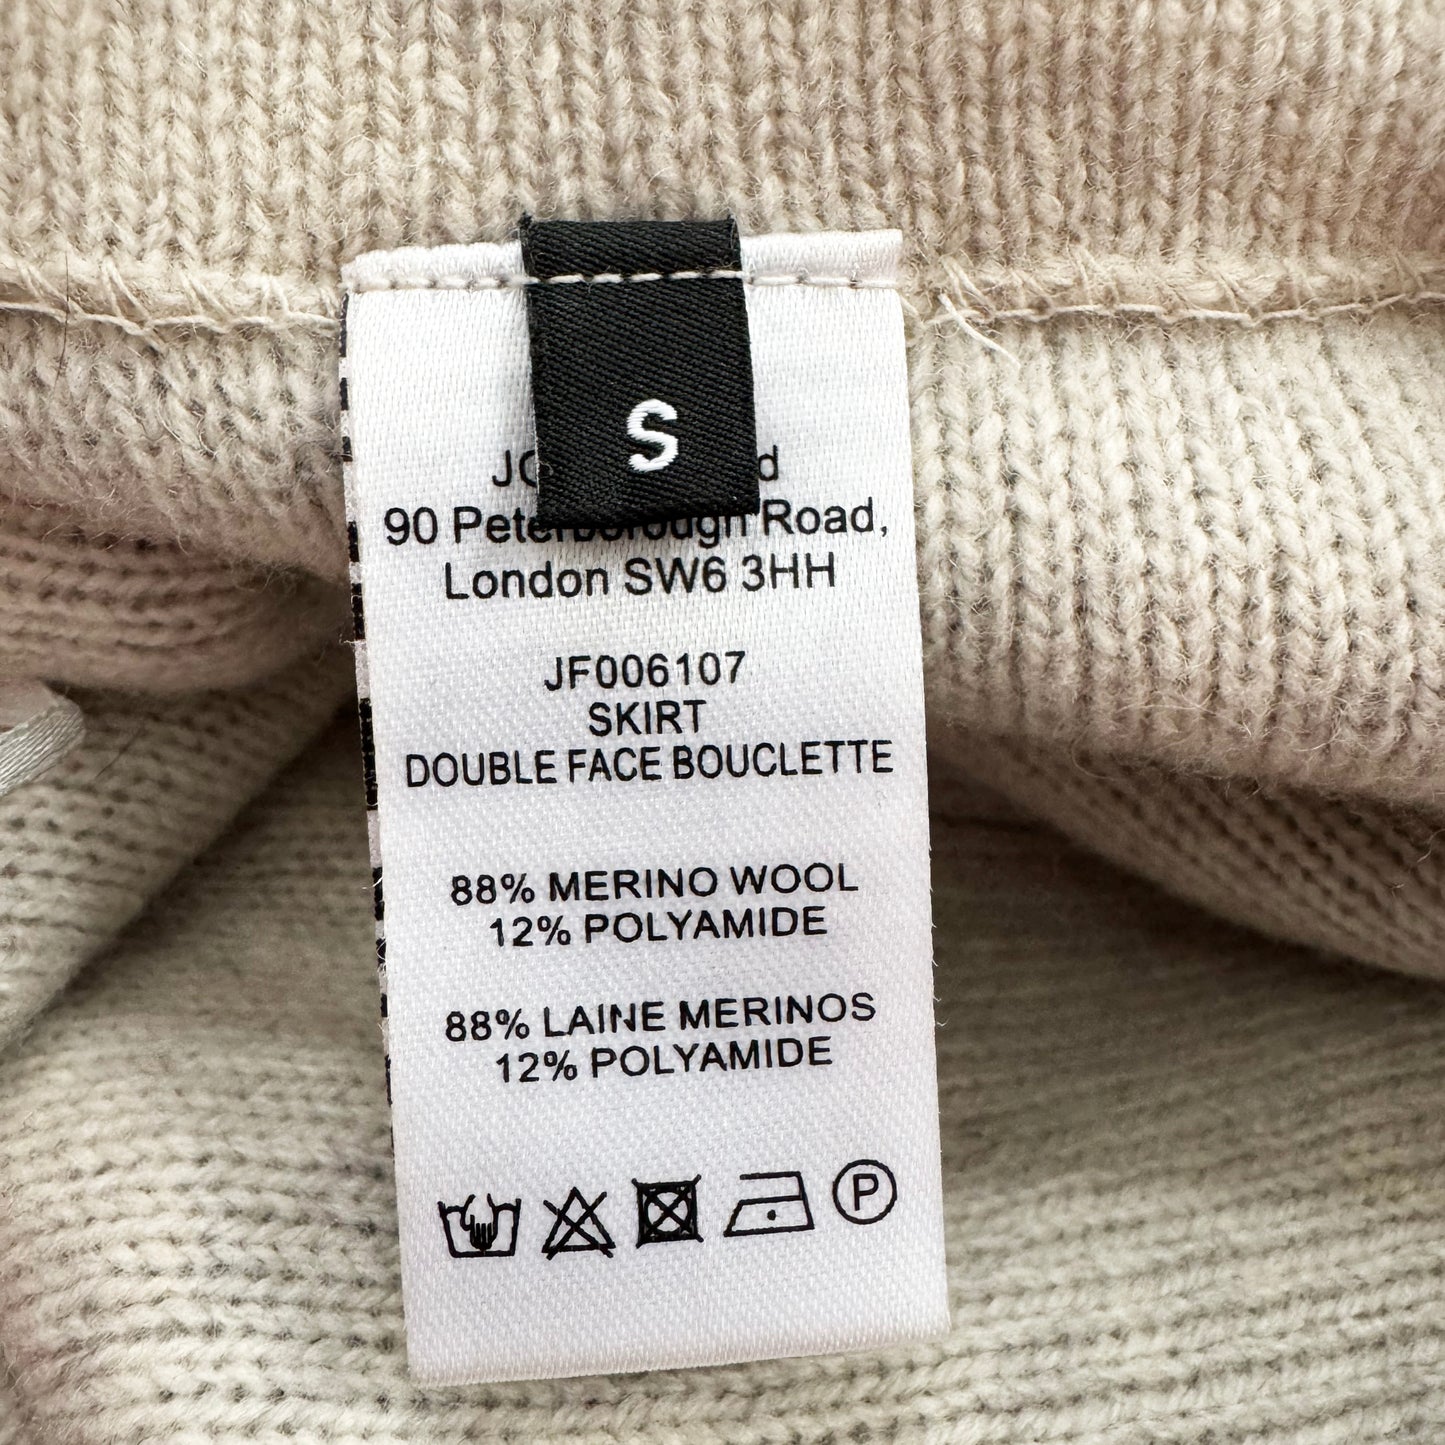 S
90 Peterborough Road,
London SW6 3HH
JF006107
SKIRT
DOUBLE FACE BOUCLETTE
88% MERINO WOOL
12% POLYAMIDE
88% LAINE MERINOS
12% POLYAMIDE
P